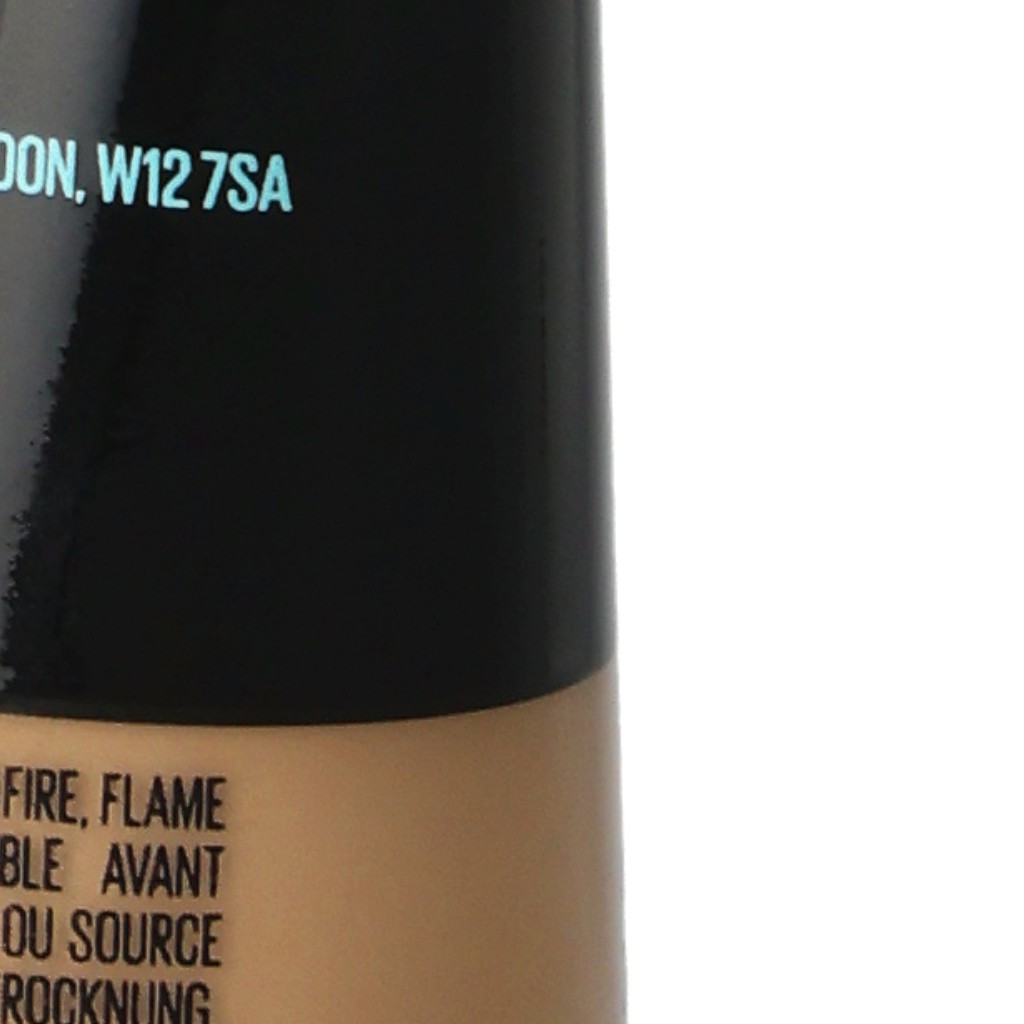 DON, W12 7SA
FIRE, FLAME
BLE AVANT
OU SOURCE
ROCKNUNG